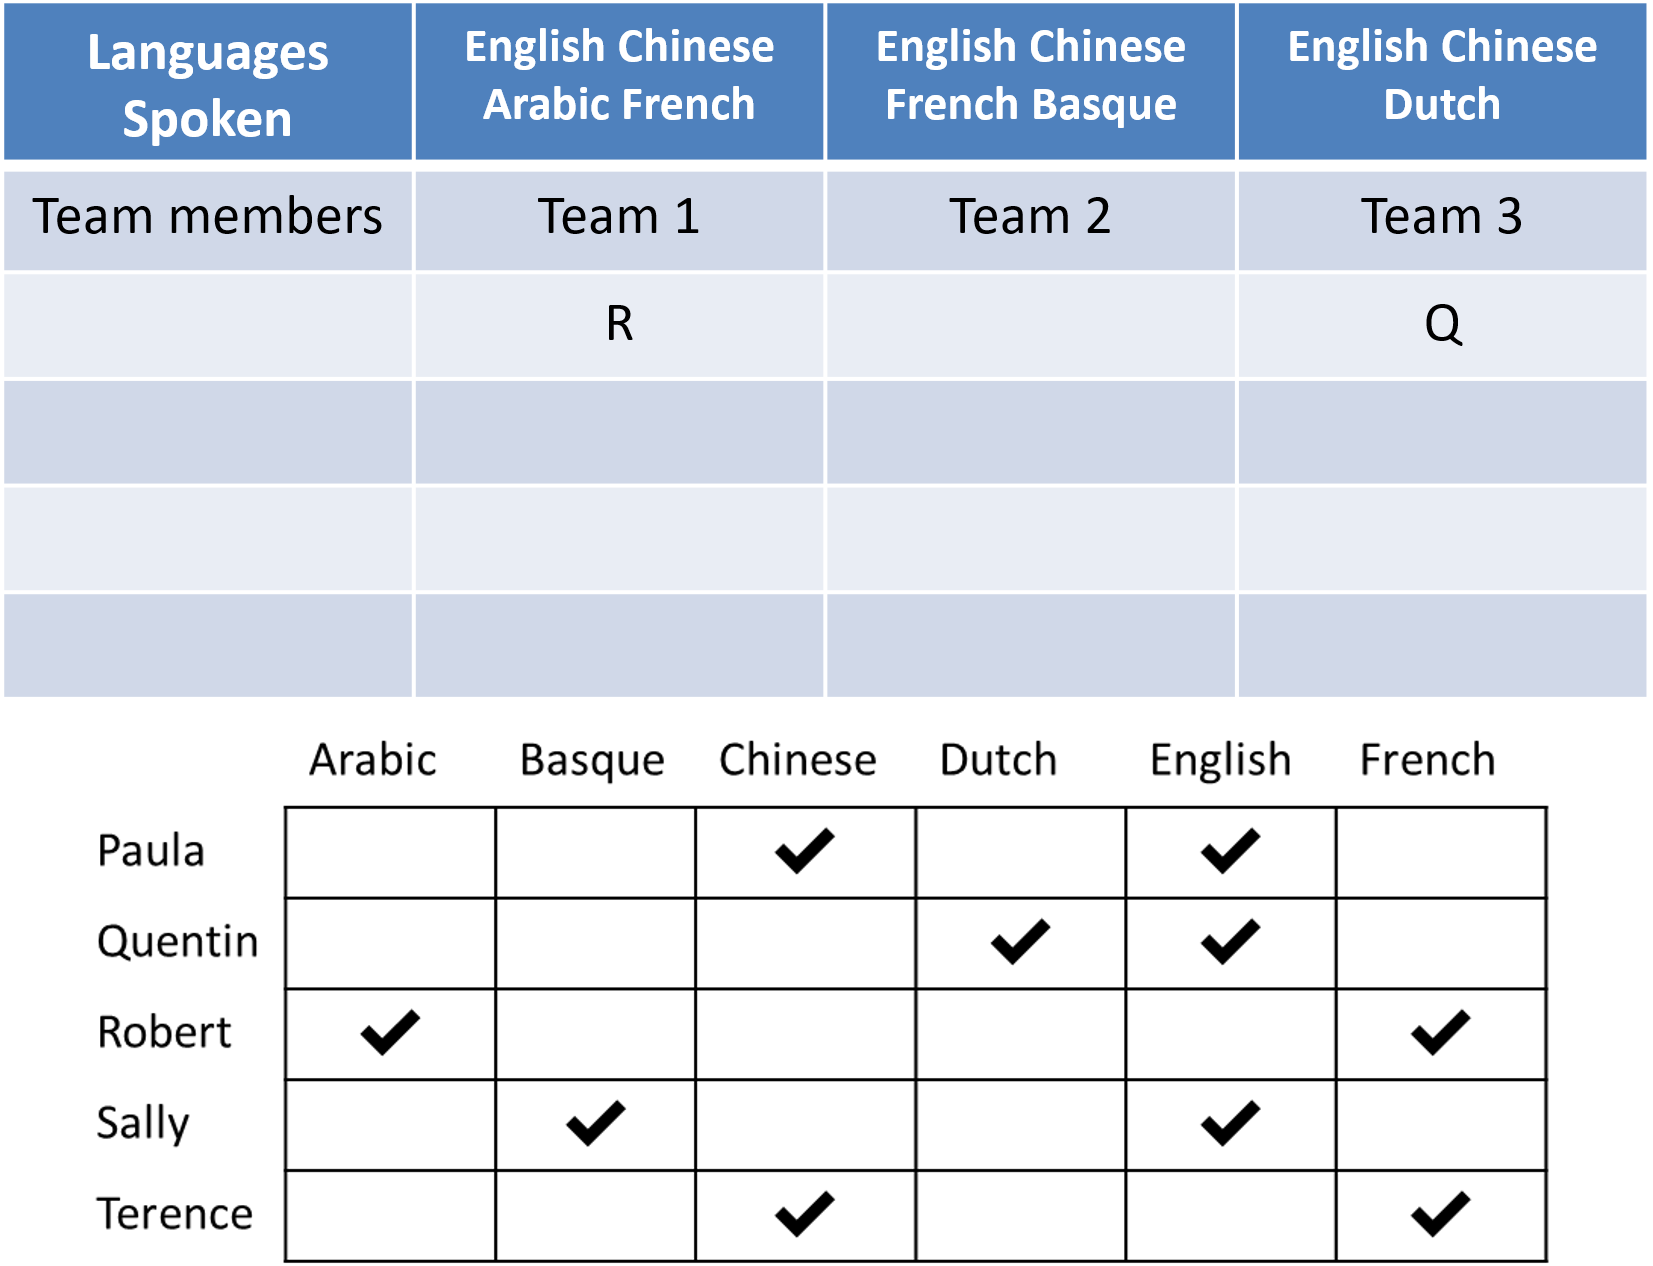 Languages Spoken
English Chinese Arabic French
English Chinese French Basque
English Chinese Dutch
Team members Team 1 Team 2 Team 3
R Q
Arabic Basque Chinese Dutch English French
Paula ✔ ✔
Quentin ✔ ✔
Robert ✔ ✔
Sally ✔ ✔
Terence ✔ ✔